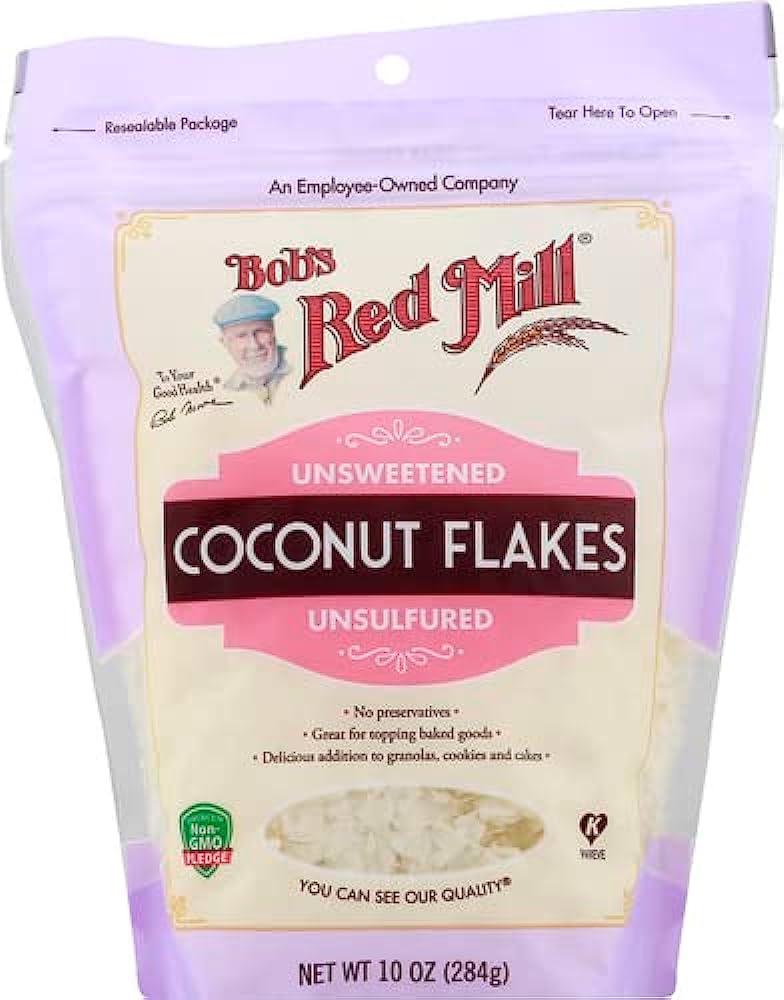 Resealable Package
Tear Here To Open
An Employee-Owned Company
Bob's
Red Mill®
To Your
Good Health®
Bob Moore
UNSWEETENED
COCONUT FLAKES
UNSULFURED
• No preservatives •
• Great for topping baked goods •
• Delicious addition to granolas, cookies and cakes •
Non-
GMO
PLEDGE
K
YOU CAN SEE OUR QUALITY®
NET WT 10 OZ (284g)